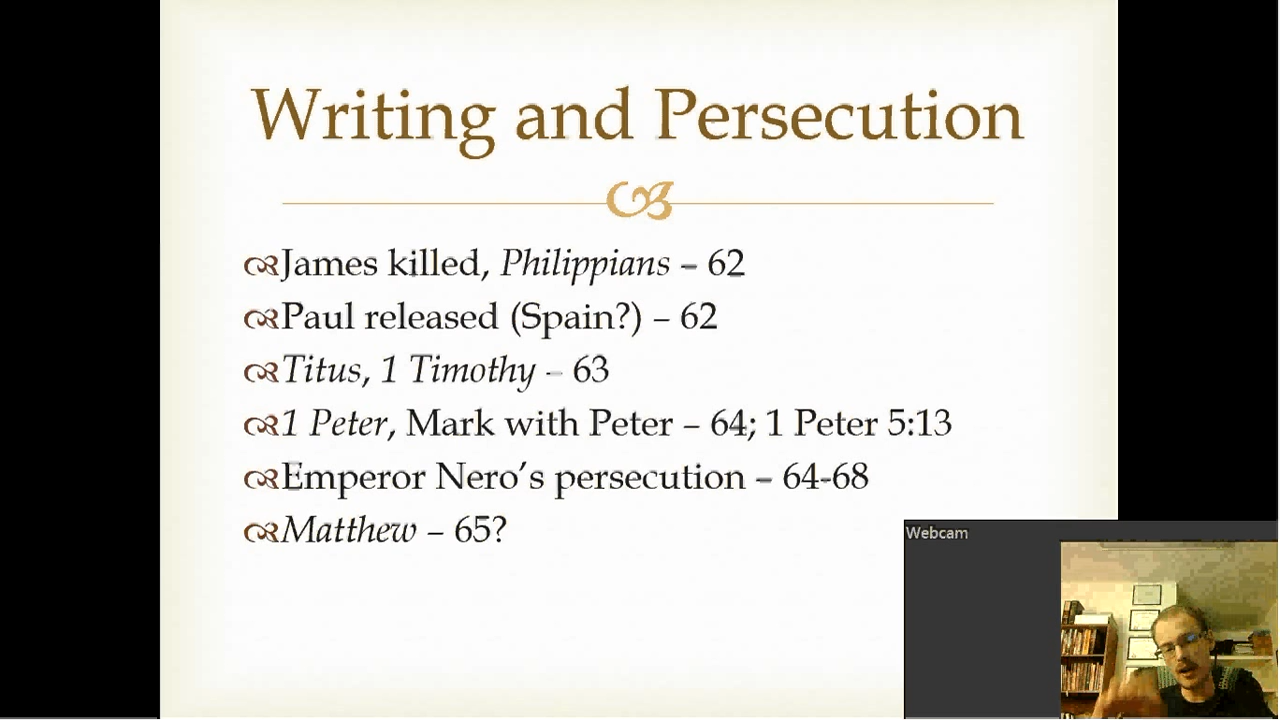 Writing and Persecution
James killed, Philippians – 62
Paul released (Spain?) – 62
Titus, 1 Timothy – 63
1 Peter, Mark with Peter – 64; 1 Peter 5:13
Emperor Nero’s persecution – 64-68
Matthew – 65?
Webcam